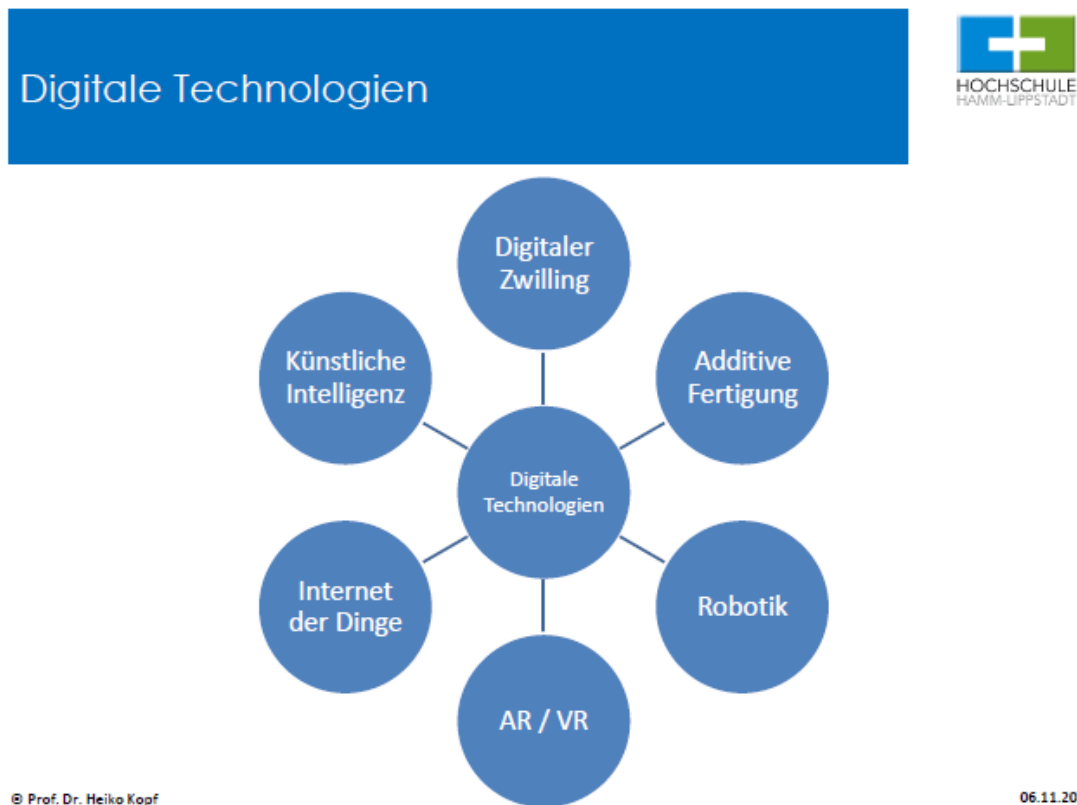 Digitale Technologien
HOCHSCHULE
HAMM-LIPPSTADT
Digitaler
Zwilling
Künstliche
Intelligenz
Additive
Fertigung
Digitale
Technologien
Internet
der Dinge
Robotik
AR / VR
© Prof. Dr. Heiko Kopf
06.11.20